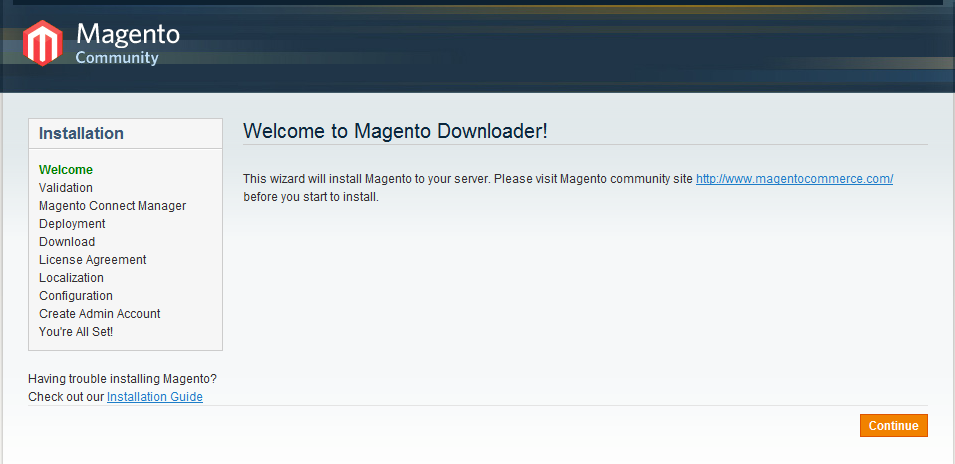 Magento
Community
Installation
Welcome
Validation
Magento Connect Manager
Deployment
Download
License Agreement
Localization
Configuration
Create Admin Account
You're All Set!
Having trouble installing Magento?
Check out our Installation Guide
Welcome to Magento Downloader!
This wizard will install Magento to your server. Please visit Magento community site http://www.magentocommerce.com/
before you start to install.
Continue